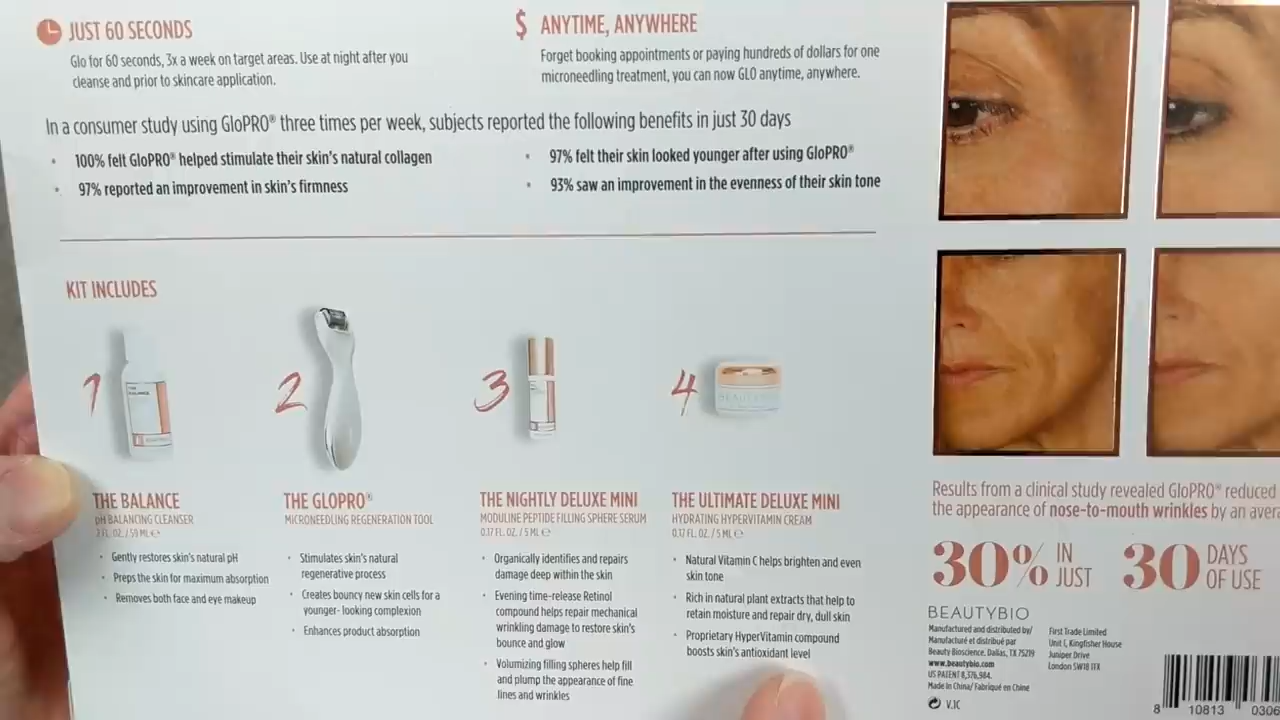 JUST 60 SECONDS
Glo for 60 seconds, 3x a week on target areas. Use at night after you
cleanse and prior to skincare application.
$ ANYTIME, ANYWHERE
Forget booking appointments or paying hundreds of dollars for one
microneedling treatment, you can now GLO anytime, anywhere.
In a consumer study using GloPRO® three times per week, subjects reported the following benefits in just 30 days
• 100% felt GloPRO® helped stimulate their skin's natural collagen
• 97% reported an improvement in skin's firmness
• 97% felt their skin looked younger after using GloPRO®
• 93% saw an improvement in the evenness of their skin tone
KIT INCLUDES
1
THE BALANCE
pH BALANCING CLEANSER
2 FL. OZ. / 59 ML ℮
• Gently restores skin's natural pH
• Preps the skin for maximum absorption
• Removes both face and eye makeup
2
THE GLOPRO®
MICRONEEDLING REGENERATION TOOL
• Stimulates skin's natural
regenerative process
• Creates bouncy new skin cells for a
younger- looking complexion
• Enhances product absorption
3
THE NIGHTLY DELUXE MINI
MODULINE PEPTIDE FILLING SPHERE SERUM
0.17 FL. OZ. / 5 ML ℮
• Organically identifies and repairs
damage deep within the skin
• Evening time-release Retinol
compound helps repair mechanical
wrinkling damage to restore skin's
bounce and glow
• Volumizing filling spheres help fill
and plump the appearance of fine
lines and wrinkles
4
BEAUTYBIO
THE ULTIMATE DELUXE MINI
HYDRATING HYPERVITAMIN CREAM
0.17 FL. OZ. / 5 ML ℮
• Natural Vitamin C helps brighten and even
skin tone
• Rich in natural plant extracts that help to
retain moisture and repair dry, dull skin
• Proprietary HyperVitamin compound
boosts skin's antioxidant level
Results from a clinical study revealed GloPRO® reduced
the appearance of nose-to-mouth wrinkles by an
30% IN JUST 30 DAYS OF USE
BEAUTYBIO
Manufactured and distributed by/
Manufacturé et distribué par
Beauty Bioscience. Dallas, TX 75219
www.beautybio.com
US PATENT 8,376,984.
Made In China/ Fabriqué en Chine
V.1C
First Trade Limited
Unit 1, Kingfisher House
Juniper Drive
London SW18 1TX
8 10813 0306